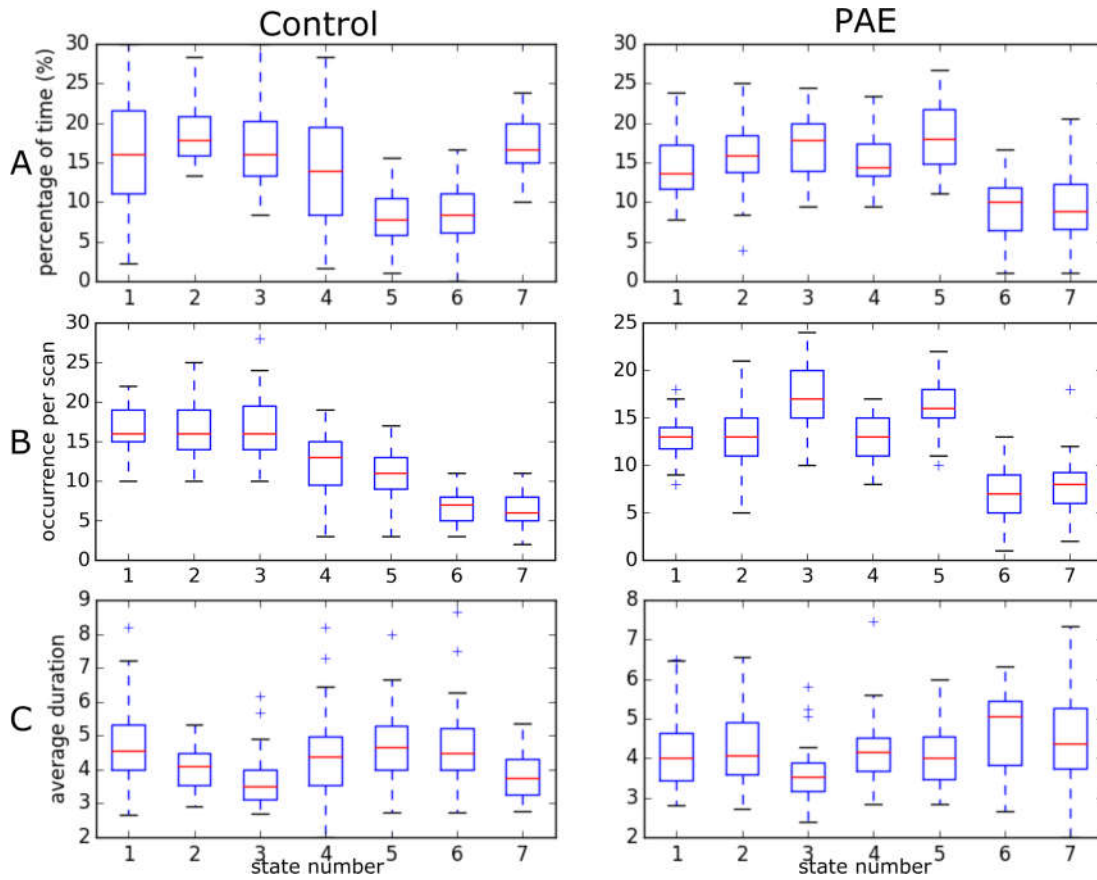 Control PAE
A
percentage of time (%)
30
25
20
15
10
5
0
1 2 3 4 5 6 7
30
25
20
15
10
5
0
1 2 3 4 5 6 7
B
occurrence per scan
30
25
20
15
10
5
0
1 2 3 4 5 6 7
25
20
15
10
5
0
1 2 3 4 5 6 7
C
average duration
9
8
7
6
5
4
3
2
1 2 3 4 5 6 7
state number
8
7
6
5
4
3
2
1 2 3 4 5 6 7
state number